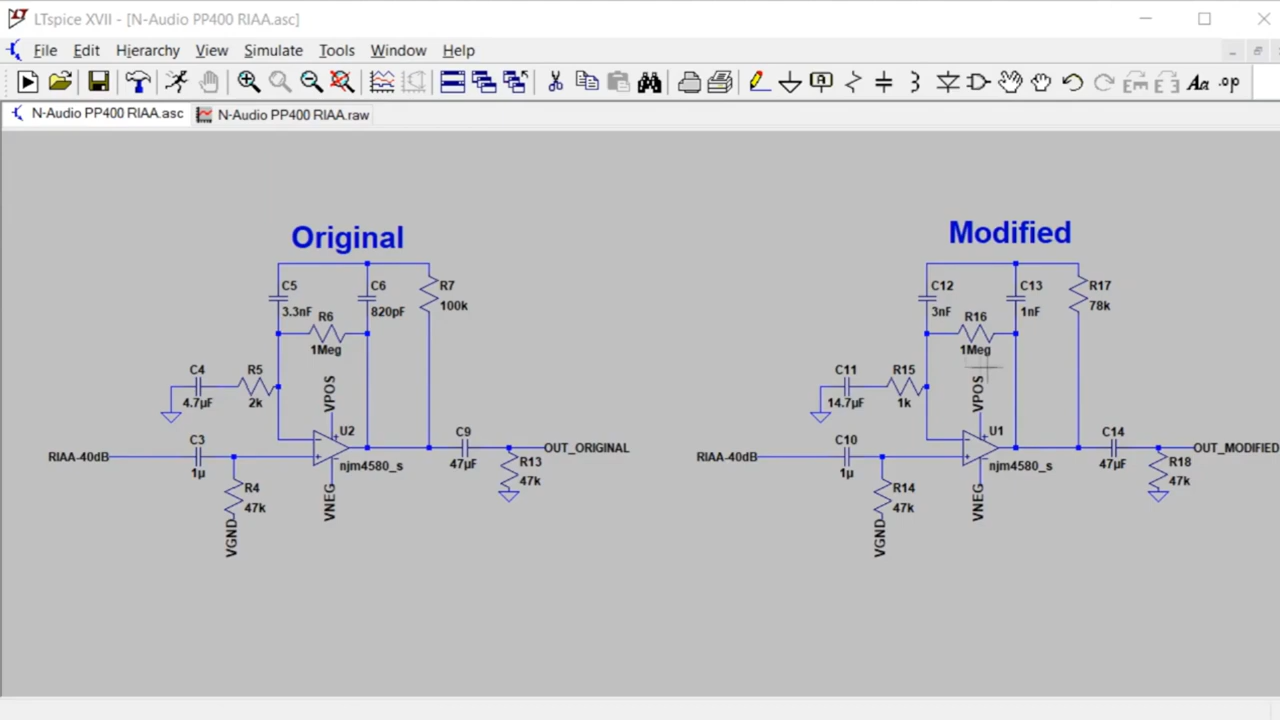 LTspice XVII - [N-Audio PP400 RIAA.asc]
File Edit Hierarchy View Simulate Tools Window Help
Aa .op
N-Audio PP400 RIAA.asc N-Audio PP400 RIAA.raw
Original
C5
3.3nF
C6
820pF
R7
100k
R6
1Meg
C4
4.7µF
R5
2k
VPOS
U2
njm4580_s
VNEG
RIAA-40dB
C3
1µ
R4
47k
VGND
C9
47µF
R13
47k
OUT_ORIGINAL
Modified
C12
3nF
C13
1nF
R17
78k
R16
1Meg
C11
14.7µF
R15
1k
VPOS
U1
njm4580_s
VNEG
RIAA-40dB
C10
1µ
R14
47k
VGND
C14
47µF
R18
47k
OUT_MODIFIED